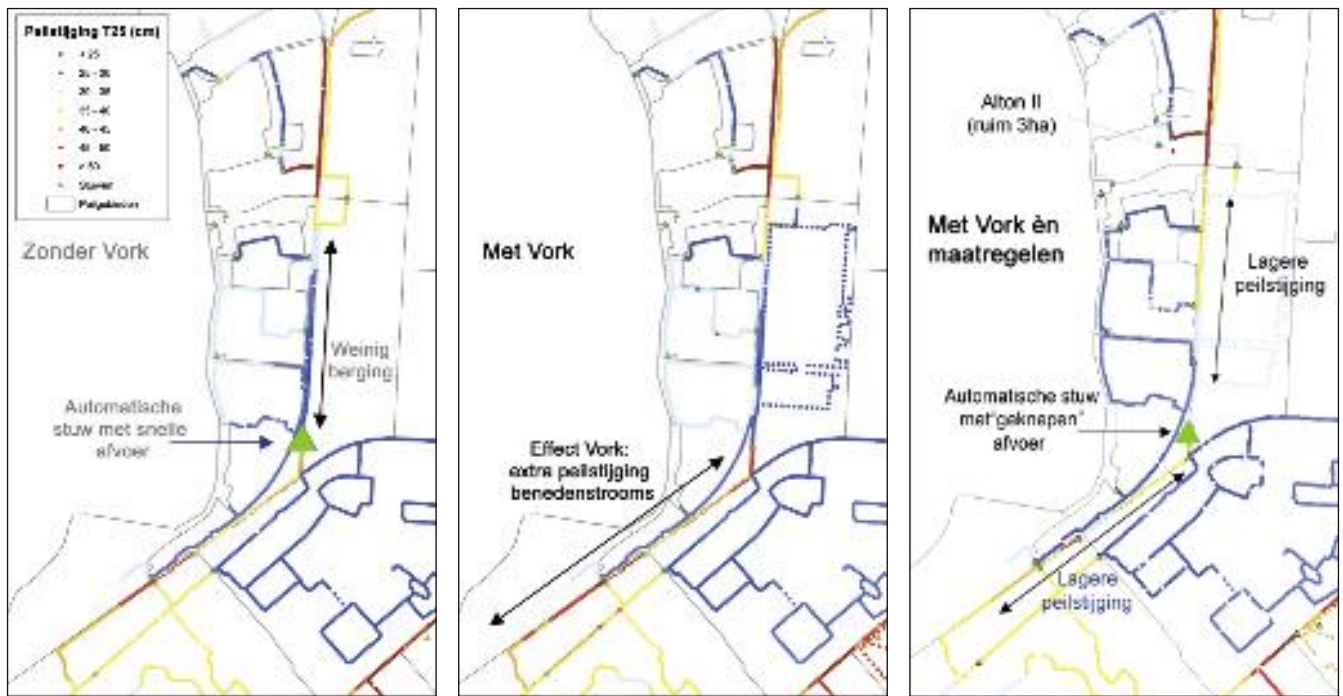 Peilstijging T25 (cm)
Stuwen
Peilgebieden
Zonder Vork
Weinig
berging
Automatische
stuw met snelle
afvoer
Met Vork
Effect Vork:
extra peilstijging
benedenstrooms
Alton II
(ruim 3ha)
Met Vork èn
maatregelen
Lagere
peilstijging
Automatische stuw
met "geknepen"
afvoer
Lagere
peilstijging